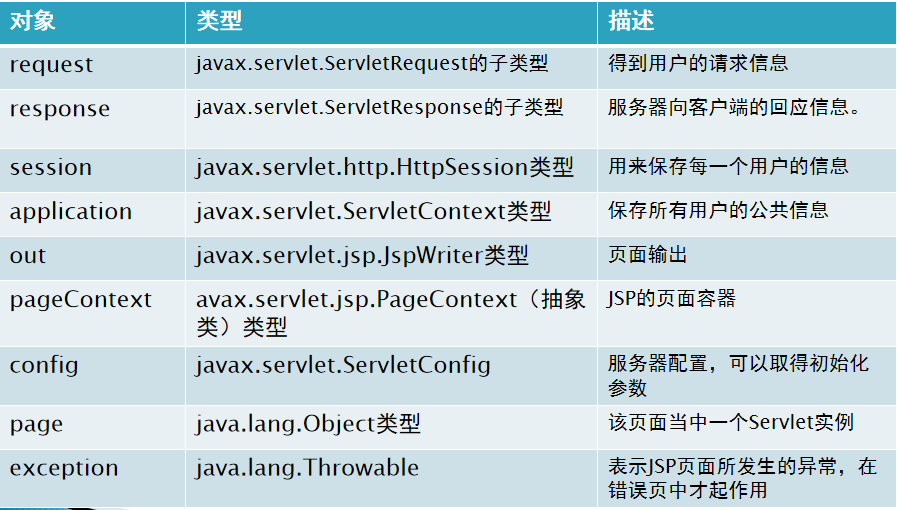 对象 类型 描述
request javax.servlet.ServletRequest的子类型 得到用户的请求信息
response javax.servlet.ServletResponse的子类型 服务器向客户端的回应信息。
session javax.servlet.http.HttpSession类型 用来保存每一个用户的信息
application javax.servlet.ServletContext类型 保存所有用户的公共信息
out javax.servlet.jsp.JspWriter类型 页面输出
pageContext avax.servlet.jsp.PageContext（抽象 JSP的页面容器
类）类型
config javax.servlet.ServletConfig 服务器配置，可以取得初始化
参数
page java.lang.Object类型 该页面当中一个Servlet实例
exception java.lang.Throwable 表示JSP页面所发生的异常，在
错误页中才起作用